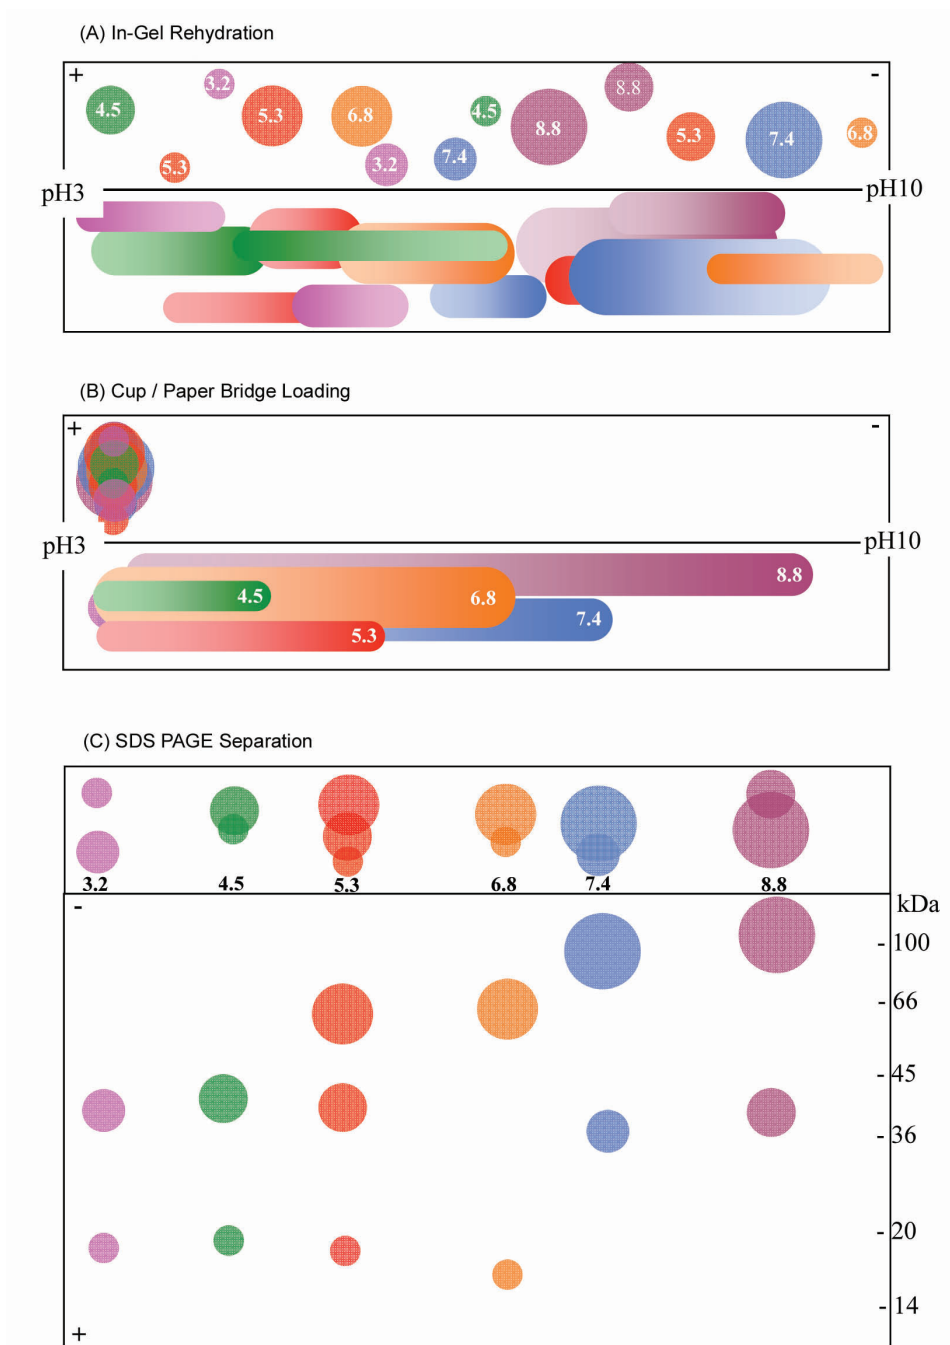 (A) In-Gel Rehydration
+ -
3.2 8.8
4.5 5.3 6.8 4.5 8.8 5.3 7.4 6.8
5.3 3.2 7.4
pH3 pH10
(B) Cup / Paper Bridge Loading
+ -
pH3 pH10
8.8
4.5 6.8
7.4
5.3
(C) SDS PAGE Separation
3.2 4.5 5.3 6.8 7.4 8.8
- kDa
- 100
- 66
- 45
- 36
- 20
- 14
+